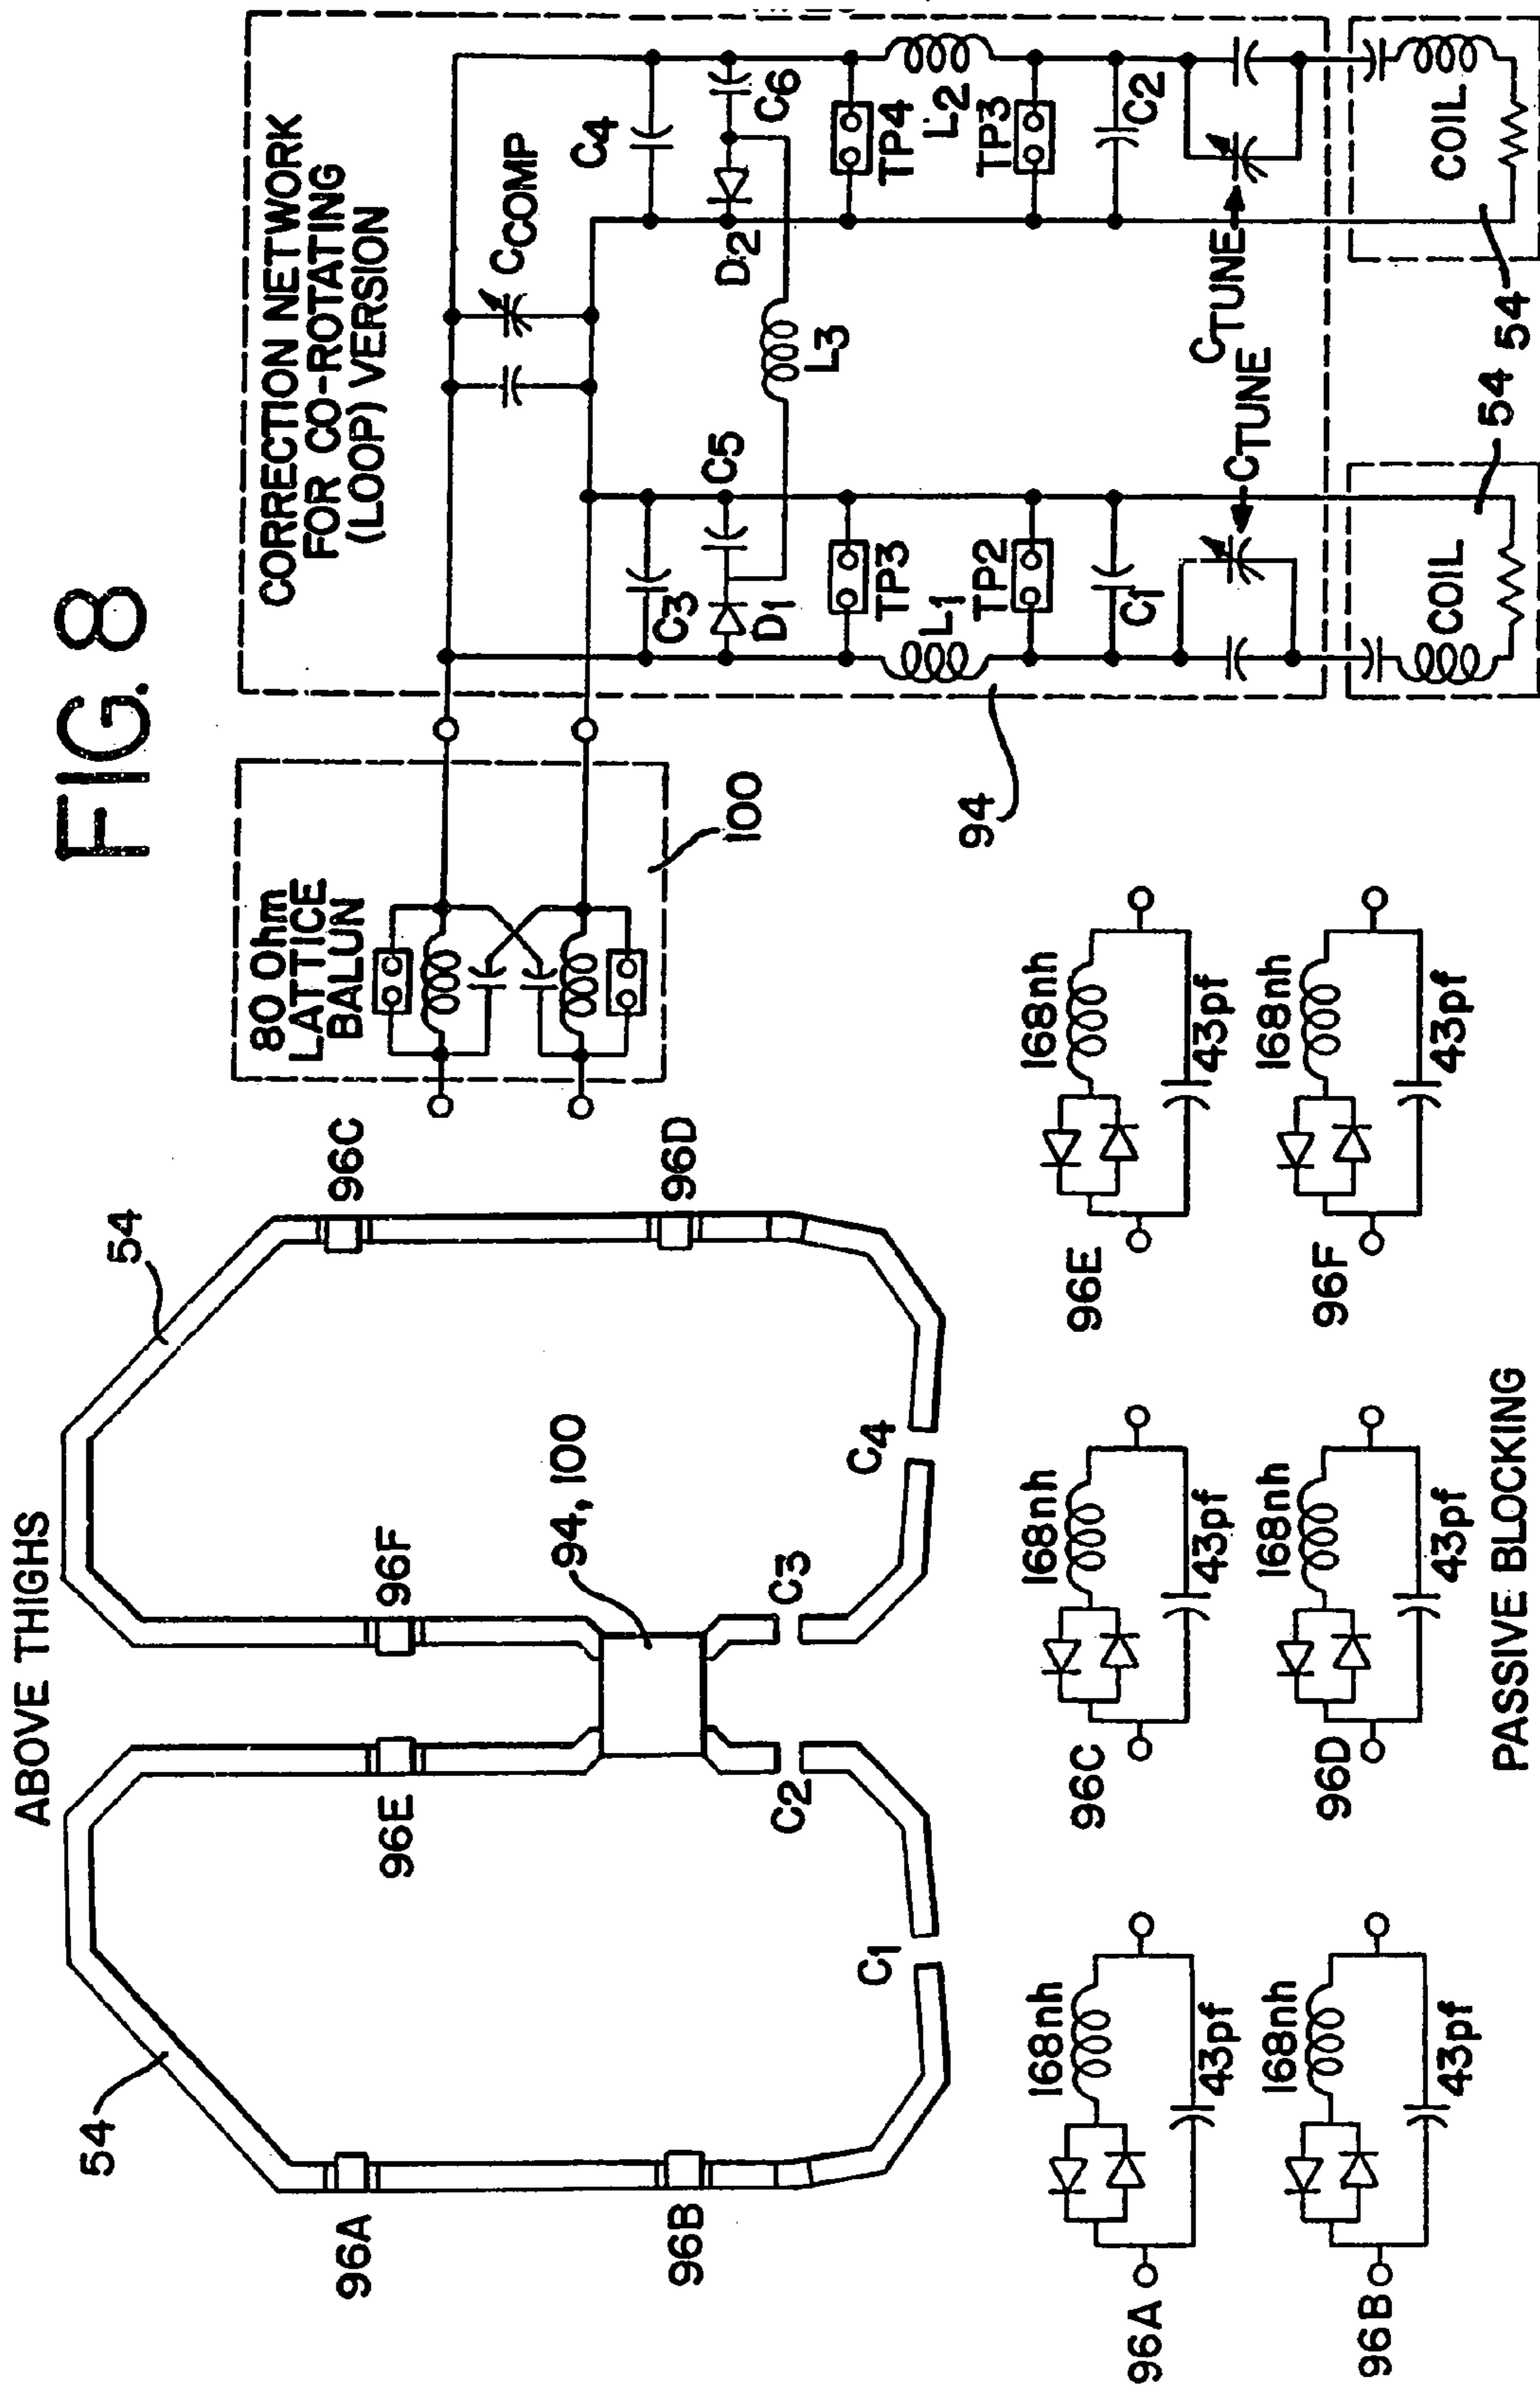 FIG. 8
ABOVE THIGHS
54
54
96A
96B
96E
96F
96C
96D
94, 100
C1
C2
C3
C4
80 Ohm
LATTICE
BALUN
100
CORRECTION NETWORK
FOR CO-ROTATING
(LOOP) VERSION
CCOMP
C3
C5
D1
TP3
L1
TP2
C1
L3
C4
C6
D2
TP4
L2
TP3
C2
CTUNE
CTUNE
94
COIL
54
COIL
54
96A
168nh
43pf
96C
168nh
43pf
96E
168nh
43pf
96B
168nh
43pf
96D
168nh
43pf
96F
168nh
43pf
PASSIVE BLOCKING